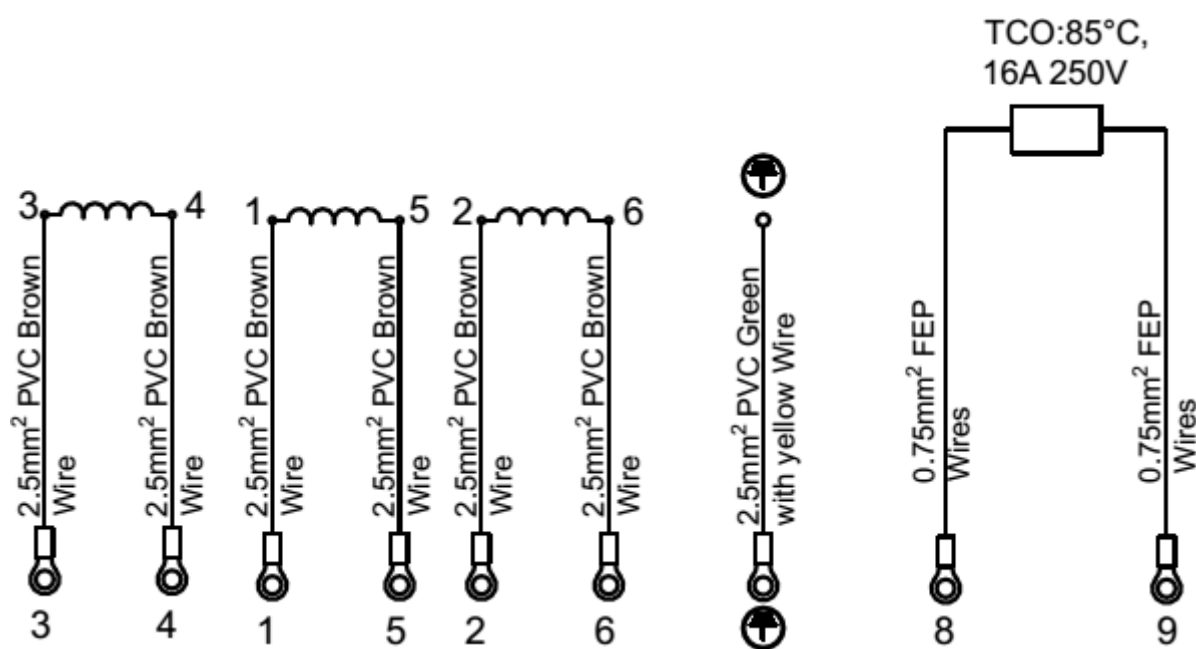 TCO:85°C,
16A 250V
3 4
1 5
2 6
2.5mm² PVC Brown
Wire
2.5mm² PVC Brown
Wire
2.5mm² PVC Brown
Wire
2.5mm² PVC Brown
Wire
2.5mm² PVC Brown
Wire
2.5mm² PVC Brown
Wire
2.5mm² PVC Green
with yellow Wire
0.75mm² FEP
Wires
0.75mm² FEP
Wires
3 4 1 5 2 6 8 9